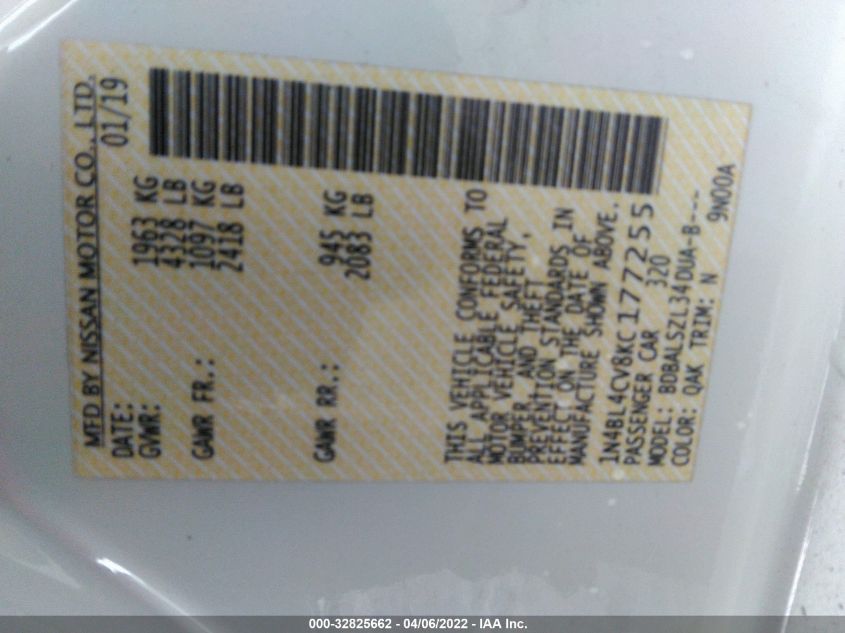 MFD BY NISSAN MOTOR CO., LTD.
DATE: 01/19
GVWR: 1963 KG
4328 LB
GAWR FR.: 1097 KG
2418 LB
GAWR RR.: 945 KG
2083 LB
THIS VEHICLE CONFORMS TO
ALL APPLICABLE FEDERAL
MOTOR VEHICLE SAFETY,
BUMPER, AND THEFT
PREVENTION STANDARDS IN
EFFECT ON THE DATE OF
MANUFACTURE SHOWN ABOVE.
1N4BL4CV8KC177255
PASSENGER CAR 320
MODEL: BDBALSZL34DUA-B---
COLOR: QAK TRIM: N 9N00A
000-32825662 - 04/06/2022 - IAA Inc.